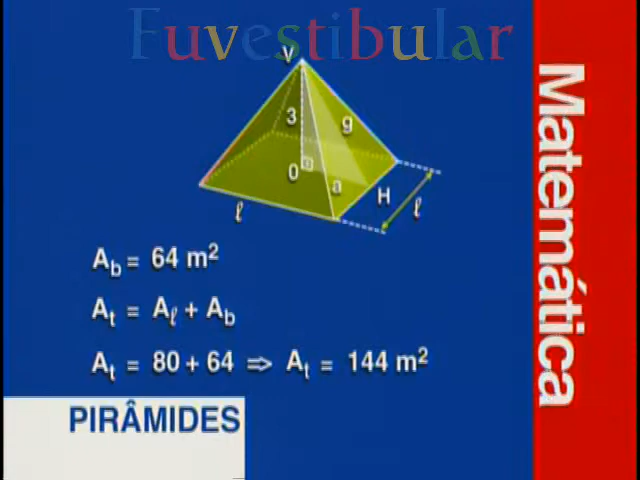 Fuvestibular
V
3
g
0
a
H
ℓ
ℓ
A_b = 64 m²
A_t = A_ℓ + A_b
A_t = 80 + 64 ⇒ A_t = 144 m²
PIRÂMIDES
Matemática